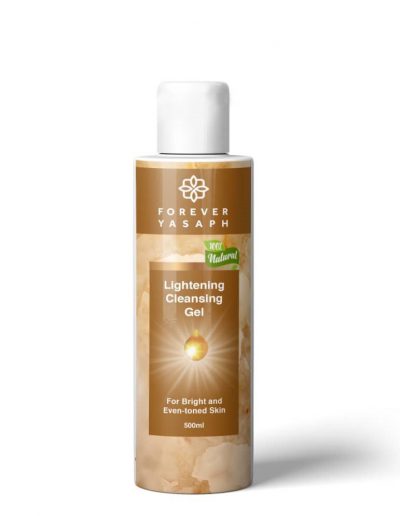 FOREVER
YASAPH
100%
Natural
Lightening
Cleansing
Gel
For Bright and
Even-toned Skin
500ml